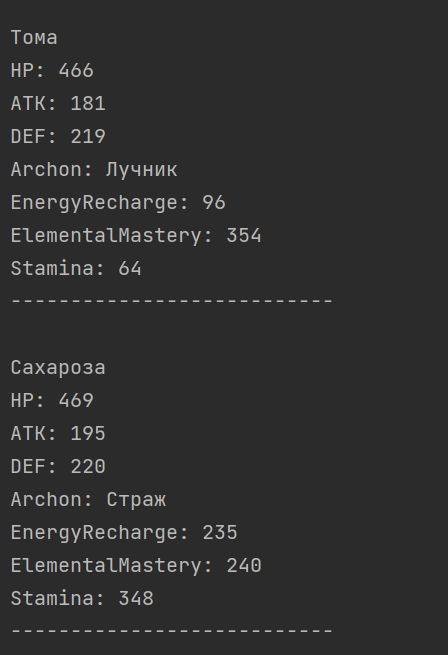 Тома
HP: 466
ATK: 181
DEF: 219
Archon: Лучник
EnergyRecharge: 96
ElementalMastery: 354
Stamina: 64
---------------------------
Сахароза
HP: 469
ATK: 195
DEF: 220
Archon: Страж
EnergyRecharge: 235
ElementalMastery: 240
Stamina: 348
---------------------------